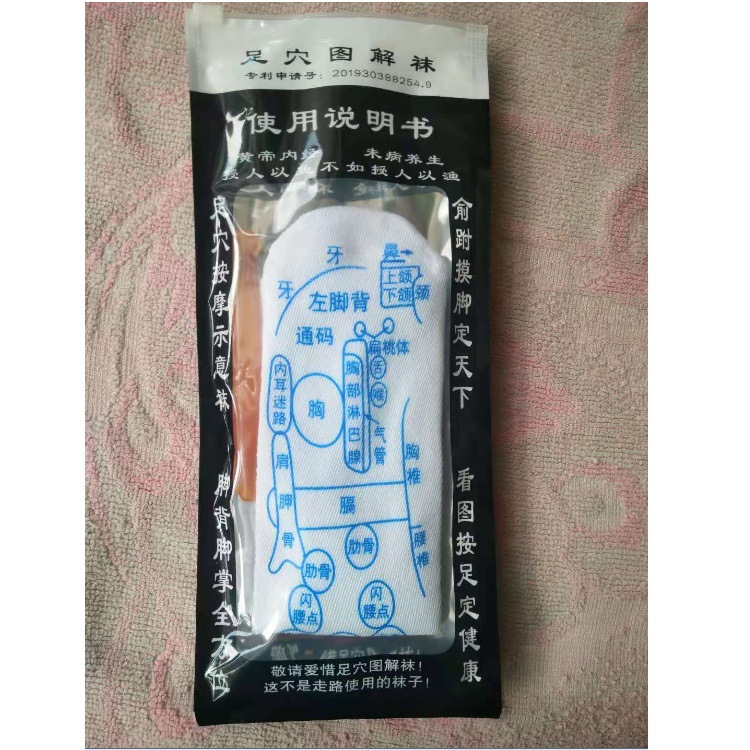 足穴图解袜
专利申请号：201930388254.9
使用说明书
黄帝内经 未病养生
授人以鱼不如授人以渔
足穴按摩示意袜
脚背脚掌全方位
俞跗摸脚定天下
看图按足定健康
牙
鼻
牙
左脚背
上颌
下颌
颈
通码
扁桃体
内耳迷路
胸
胸部淋巴腺
舌
喉
气管
胸椎
肩胛骨
膈
腰椎
肋骨
肋骨
闪腰点
闪腰点
敬请爱惜足穴图解袜！
这不是走路使用的袜子！